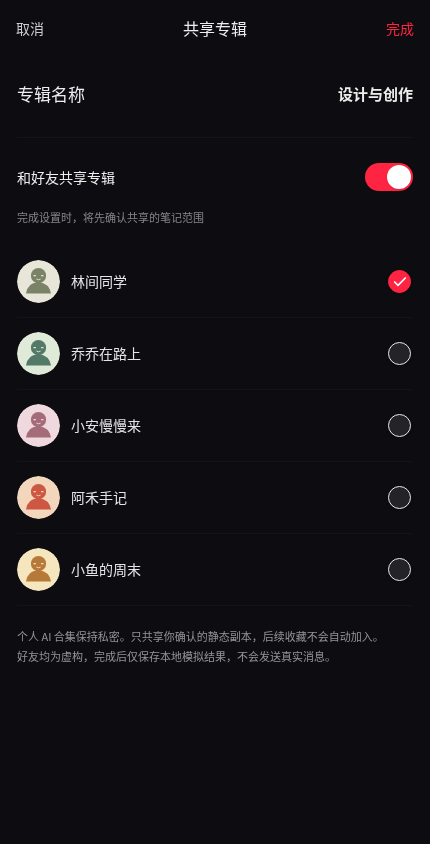 取消
共享专辑
完成
专辑名称
设计与创作
和好友共享专辑
完成设置时，将先确认共享的笔记范围
林间同学
乔乔在路上
小安慢慢来
阿禾手记
小鱼的周末
个人 AI 合集保持私密。只共享你确认的静态副本，后续收藏不会自动加入。
好友均为虚构，完成后仅保存本地模拟结果，不会发送真实消息。